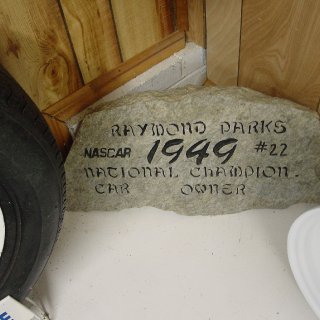 RAYMOND PARKS
NASCAR 1949 #22
NATIONAL CHAMPION.
CAR OWNER